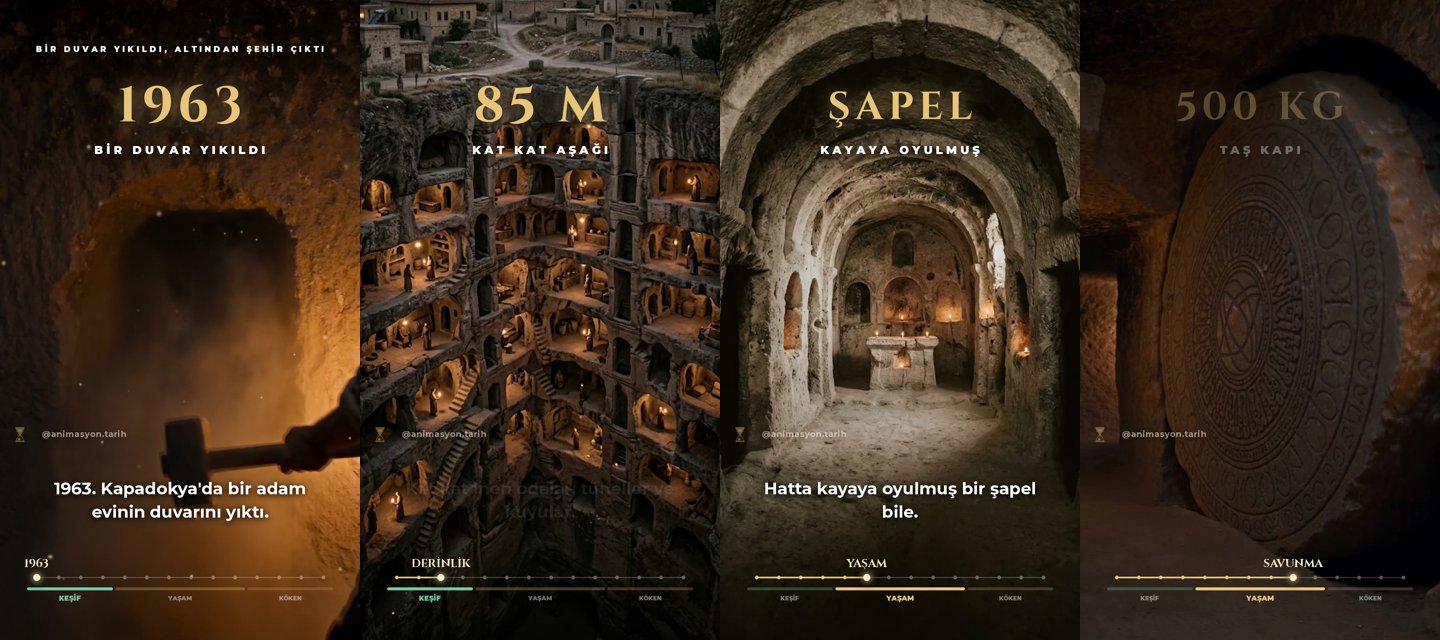 BİR DUVAR YIKILDI, ALTINDAN ŞEHİR ÇIKTI
1963
BİR DUVAR YIKILDI
@animasyon.tarih
1963. Kapadokya'da bir adam
evinin duvarını yıktı.
1963
KEŞİF
YAŞAM
KÖKEN
85 M
KAT KAT AŞAĞI
@animasyon.tarih
DERİNLİK
KEŞİF
YAŞAM
KÖKEN
ŞAPEL
KAYAYA OYULMUŞ
@animasyon.tarih
Hatta kayaya oyulmuş bir şapel
bile.
YAŞAM
KEŞİF
YAŞAM
KÖKEN
500 KG
TAŞ KAPI
@animasyon.tarih
SAVUNMA
KEŞİF
YAŞAM
KÖKEN